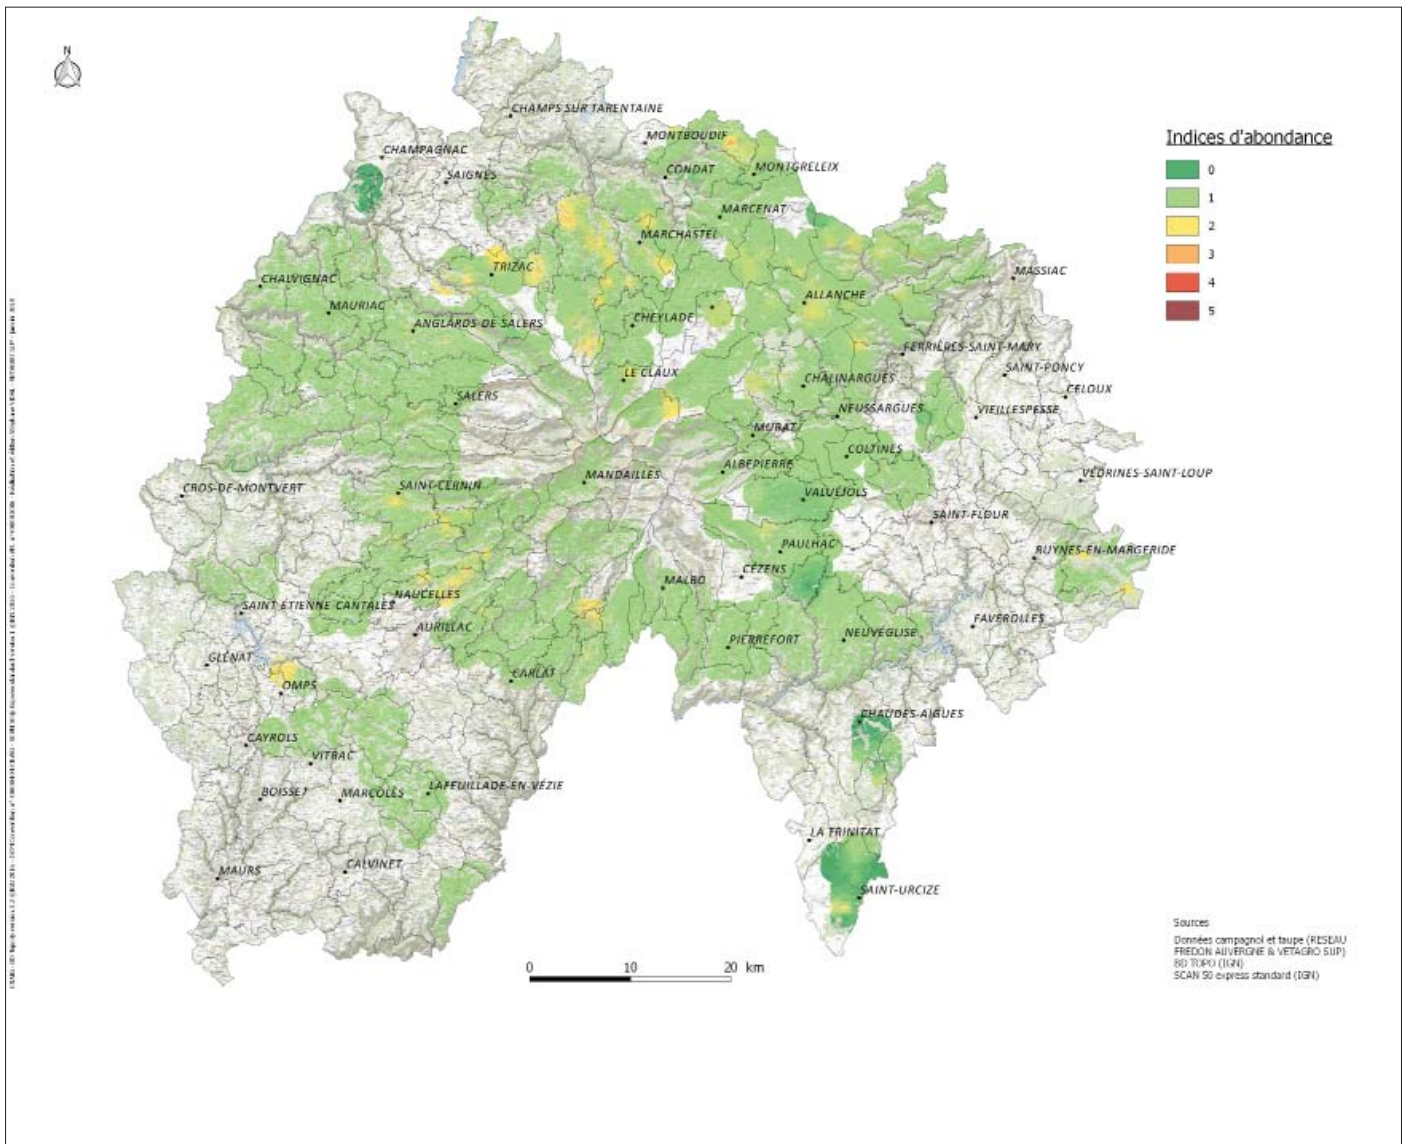 N
CHAMPS SUR TARENTAINE
MONTBOUDIF
CHAMPAGNAC
CONDAT
MONTGRELEIX
SAIGNES
MARCENAT
MARCHASTEL
TRIZAC
MASSIAC
CHALVIGNAC
ALLANCHE
MAURIAC
ANGLARDS DE SALERS
CHEYLADE
FERRIÈRES-SAINT-MARY
LE CLAUX
CHALINARGUES
SAINT-PONCY
SALERS
CELOUX
NEUSSARGUES
VIEILLESPESSE
MURAT
COLTINES
ALBEPIERRE
MANDAILLES
VÉDRINES-SAINT-LOUP
CROS-DE-MONTVERT
SAINT-CERNIN
VALUÉJOLS
SAINT-FLOUR
PAULHAC
RUYNES-EN-MARGERIDE
CÉZENS
MALBO
NAUCELLES
SAINT ETIENNE CANTALÈS
FAVEROLLES
AURILLAC
PIERREFORT
NEUVÉGLISE
GLÉNAT
CARLAT
OMPS
CHAUDES-AIGUES
CAYROLS
VITRAC
LAFEUILLADE-EN-VÉZIE
BOISSET
MARCOLÈS
LA TRINITAT
CALVINET
MAURS
SAINT-URCIZE
Indices d'abondance
0
1
2
3
4
5
0 10 20 km
Sources
Données campagnol et taupe (RESEAU
FREDON AUVERGNE & VETAGRO SUP)
BD TOPO (IGN)
SCAN 50 express standard (IGN)